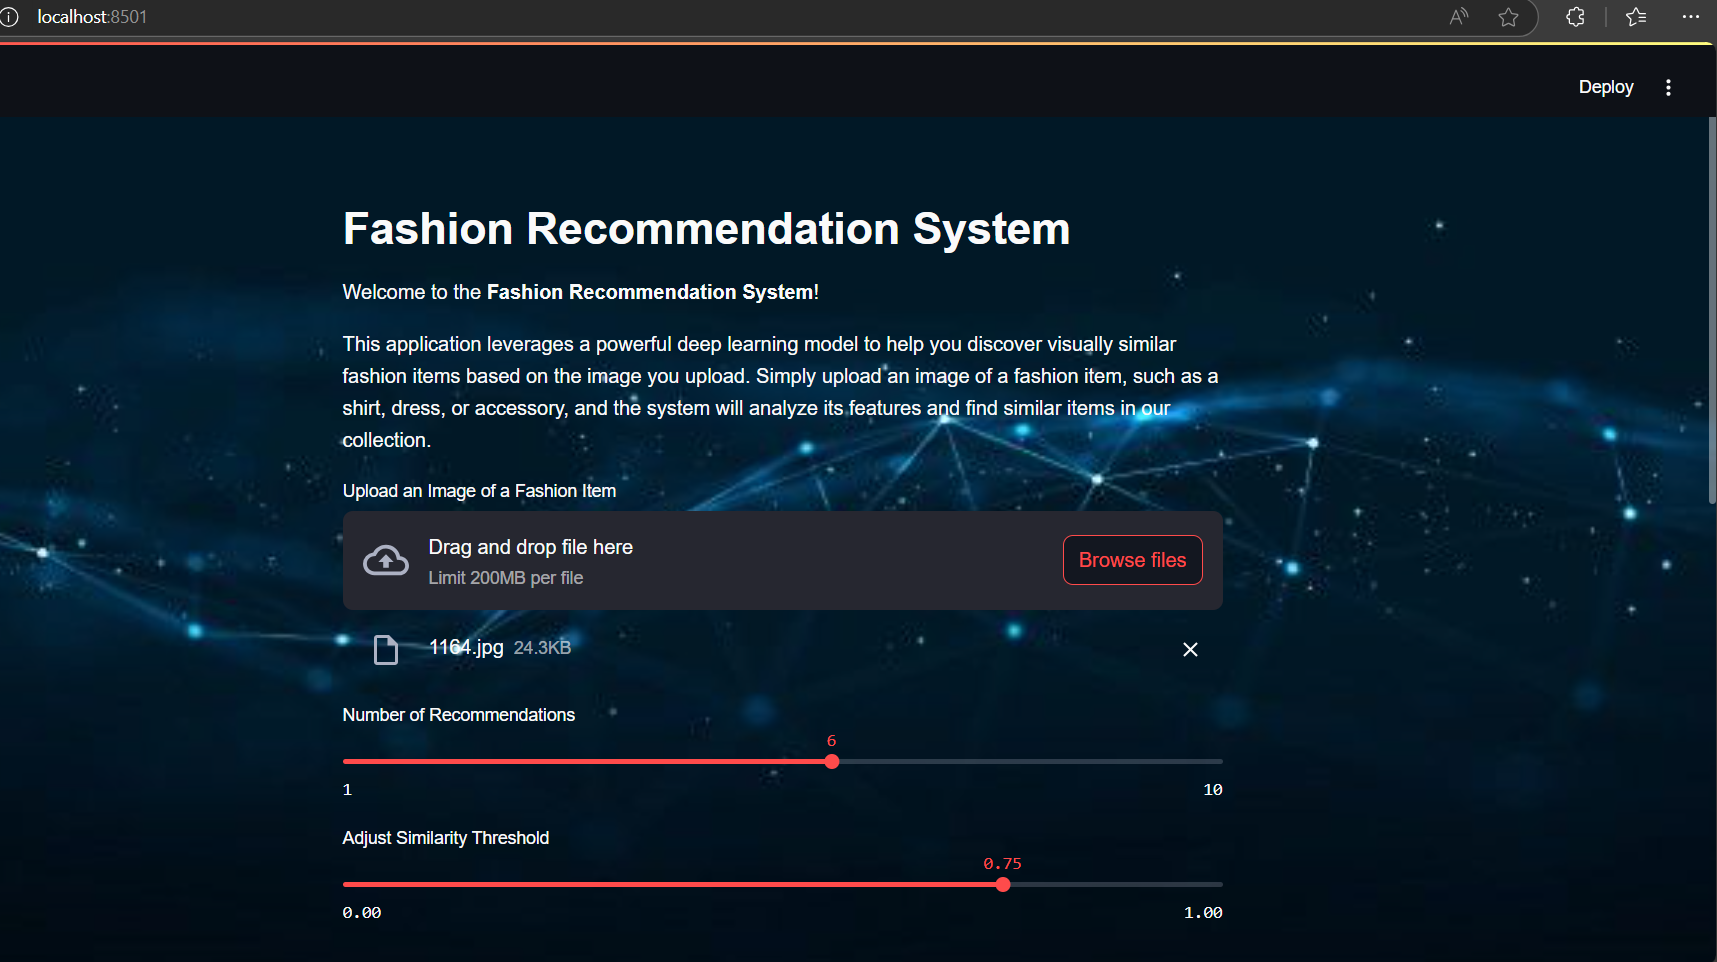 localhost:8501
Deploy
Fashion Recommendation System
Welcome to the Fashion Recommendation System!
This application leverages a powerful deep learning model to help you discover visually similar
fashion items based on the image you upload. Simply upload an image of a fashion item, such as a
shirt, dress, or accessory, and the system will analyze its features and find similar items in our
collection.
Upload an Image of a Fashion Item
Drag and drop file here
Limit 200MB per file
Browse files
1164.jpg 24.3KB
Number of Recommendations
6
1 10
Adjust Similarity Threshold
0.75
0.00 1.00